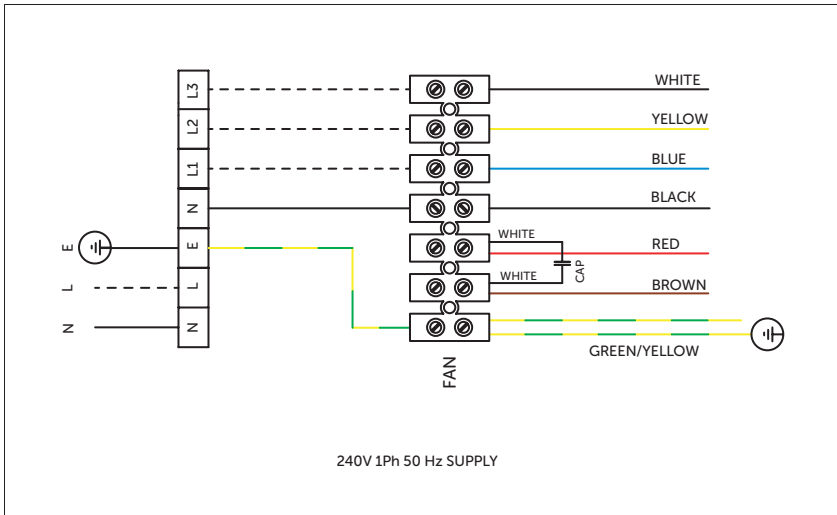 L3
L2
L1
N
E
L
N
E
L
N
WHITE
YELLOW
BLUE
BLACK
WHITE
RED
CAP
WHITE
BROWN
GREEN/YELLOW
FAN
240V 1Ph 50 Hz SUPPLY